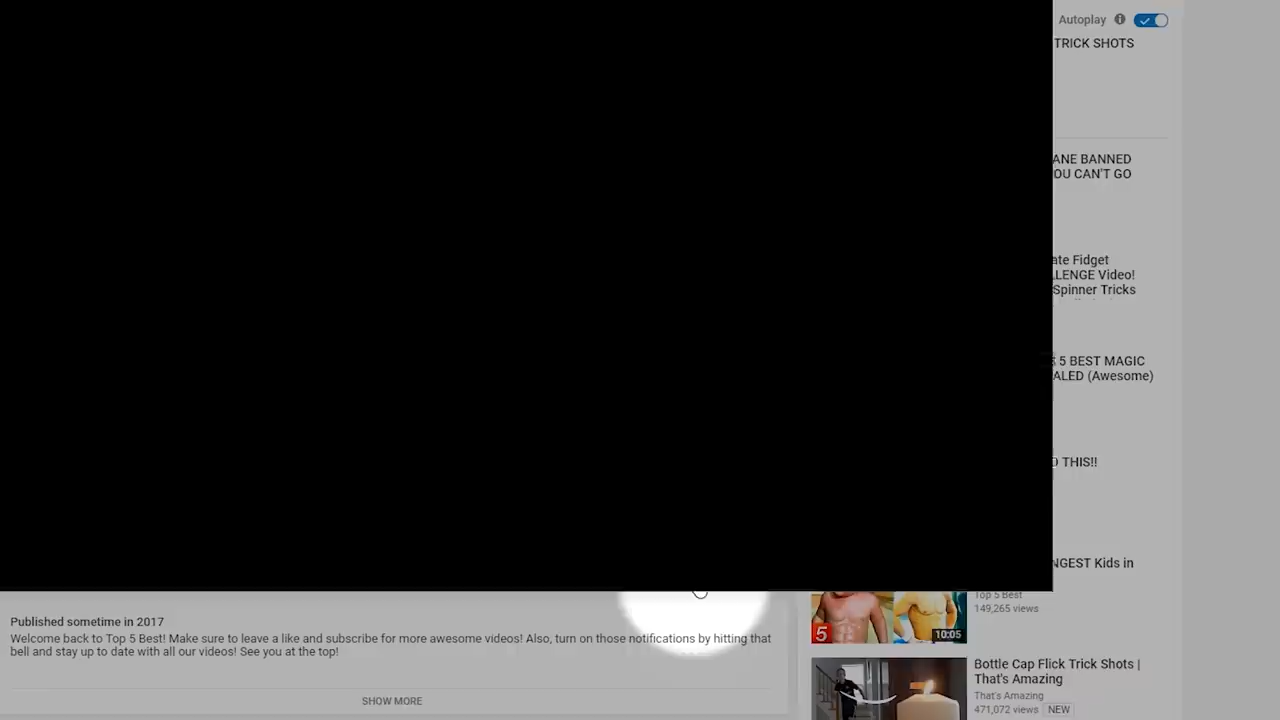 Autoplay
TRICK SHOTS
ANE BANNED
OU CAN'T GO
ate Fidget
LENGE Video!
Spinner Tricks
5 BEST MAGIC
ALED (Awesome)
THIS!!
NGEST Kids in
Top 5 Best
149,265 views
5
10:05
Published sometime in 2017
Welcome back to Top 5 Best! Make sure to leave a like and subscribe for more awesome videos! Also, turn on those notifications by hitting that
bell and stay up to date with all our videos! See you at the top!
SHOW MORE
Bottle Cap Flick Trick Shots |
That's Amazing
That's Amazing
471,072 views NEW